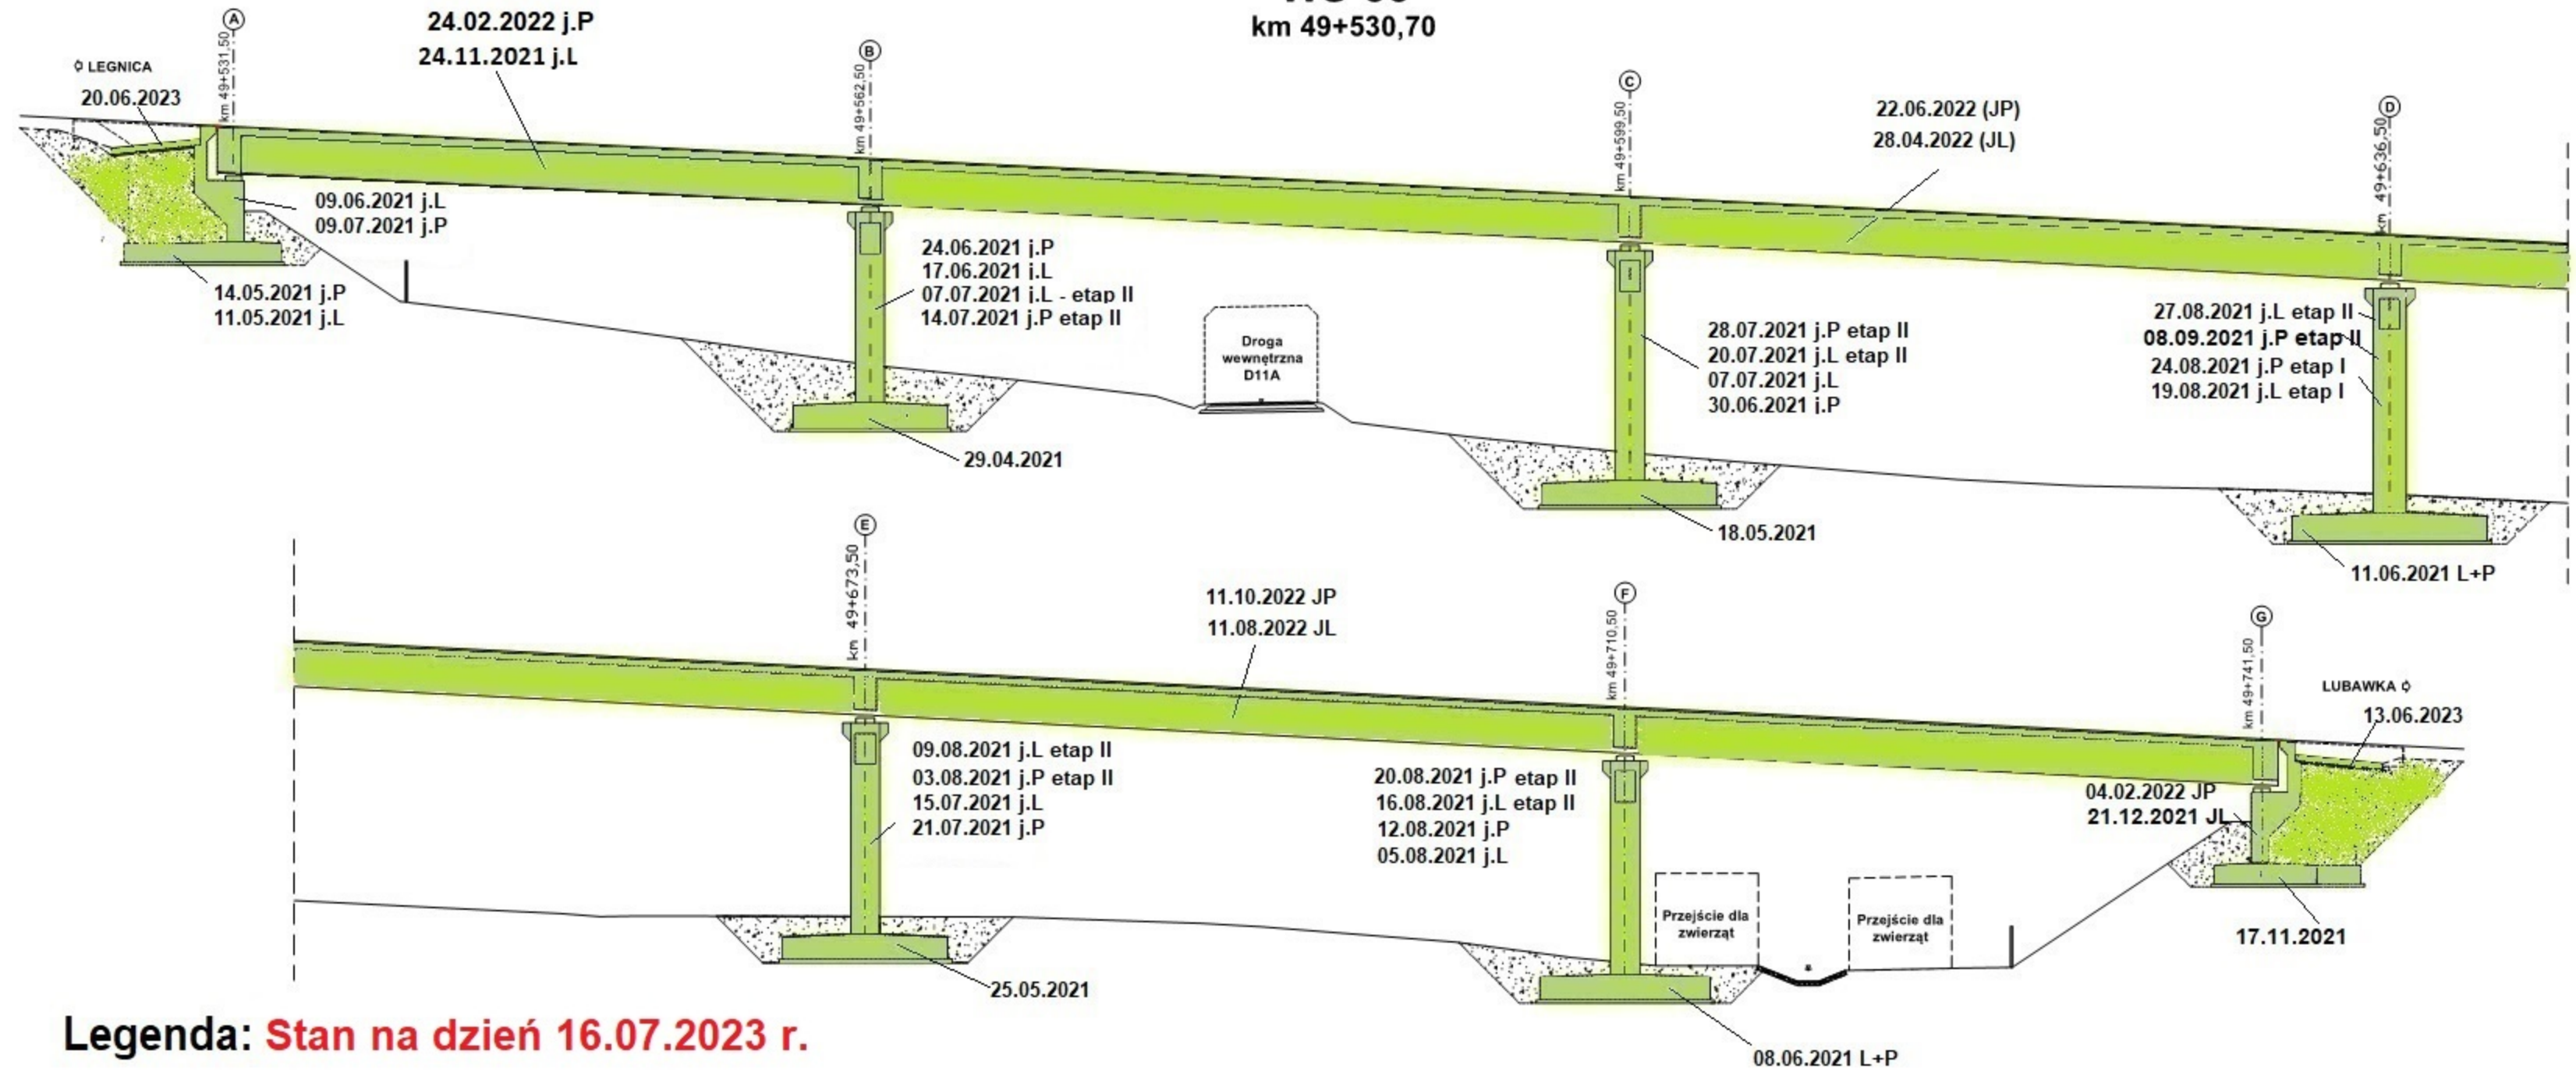 km 49+530,70
A
B
C
D
km 49+531,50
km 49+562,50
km 49+599,50
km 49+636,50
LEGNICA
20.06.2023
24.02.2022 j.P
24.11.2021 j.L
22.06.2022 (JP)
28.04.2022 (JL)
09.06.2021 j.L
09.07.2021 j.P
14.05.2021 j.P
11.05.2021 j.L
24.06.2021 j.P
17.06.2021 j.L
07.07.2021 j.L - etap II
14.07.2021 j.P etap II
29.04.2021
Droga
wewnętrzna
D11A
28.07.2021 j.P etap II
20.07.2021 j.L etap II
07.07.2021 j.L
30.06.2021 j.P
18.05.2021
27.08.2021 j.L etap II
08.09.2021 j.P etap II
24.08.2021 j.P etap I
19.08.2021 j.L etap I
11.06.2021 L+P
E
F
G
km 49+673,50
km 49+710,50
km 49+741,50
11.10.2022 JP
11.08.2022 JL
LUBAWKA
13.06.2023
09.08.2021 j.L etap II
03.08.2021 j.P etap II
15.07.2021 j.L
21.07.2021 j.P
25.05.2021
20.08.2021 j.P etap II
16.08.2021 j.L etap II
12.08.2021 j.P
05.08.2021 j.L
08.06.2021 L+P
Przejście dla
zwierząt
Przejście dla
zwierząt
04.02.2022 JP
21.12.2021 JL
17.11.2021
Legenda: Stan na dzień 16.07.2023 r.